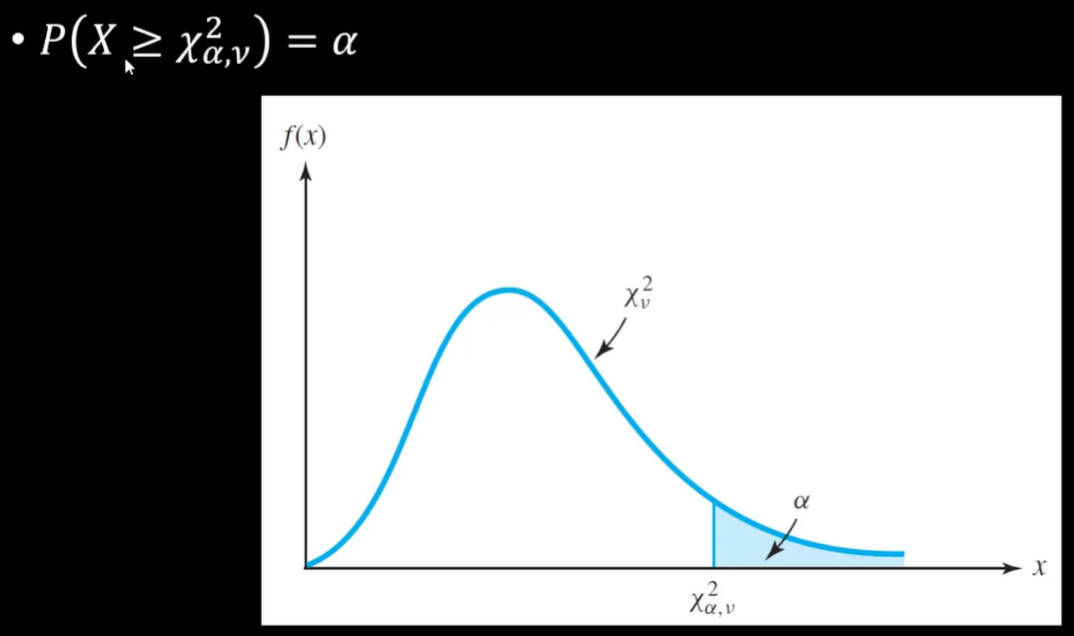 • P(X ≥ χ²α,ν) = α
f(x)
χ²ν
α
x
χ²α,ν